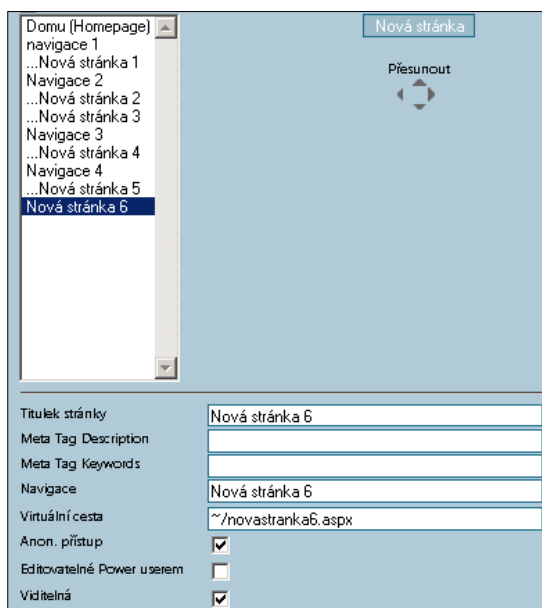 Domu (Homepage)
navigace 1
...Nová stránka 1
Navigace 2
...Nová stránka 2
...Nová stránka 3
Navigace 3
...Nová stránka 4
Navigace 4
...Nová stránka 5
Nová stránka 6
Nová stránka
Přesunout
Titulek stránky Nová stránka 6
Meta Tag Description
Meta Tag Keywords
Navigace Nová stránka 6
Virtuální cesta ~/novastranka6.aspx
Anon. přístup
Editovatelné Power userem
Viditelná